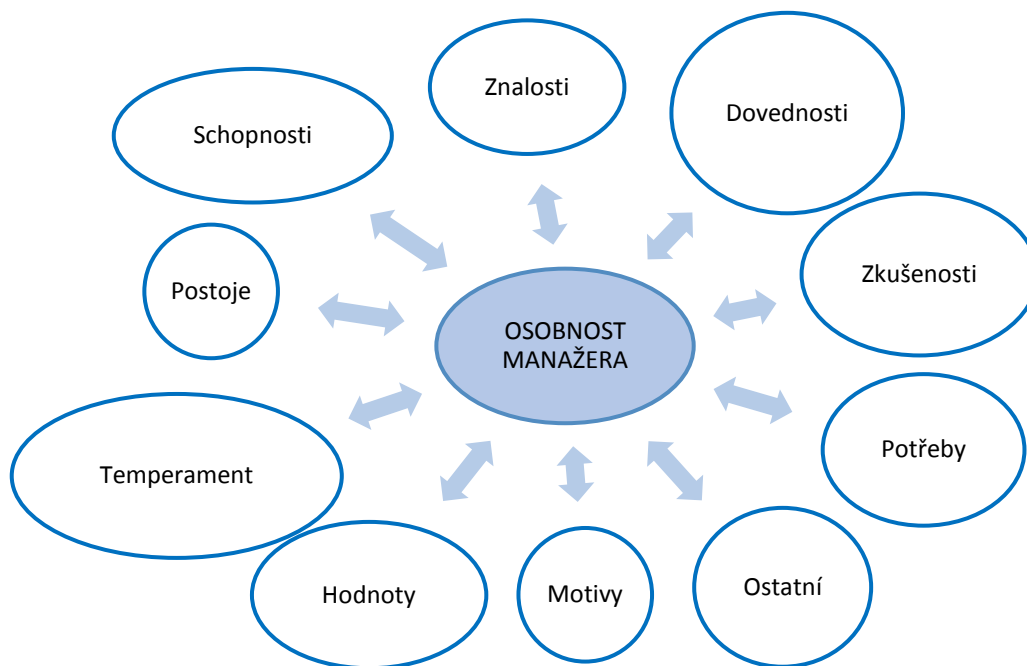 Znalosti
Dovednosti
Schopnosti
Zkušenosti
Postoje
OSOBNOST
MANAŽERA
Potřeby
Temperament
Ostatní
Motivy
Hodnoty